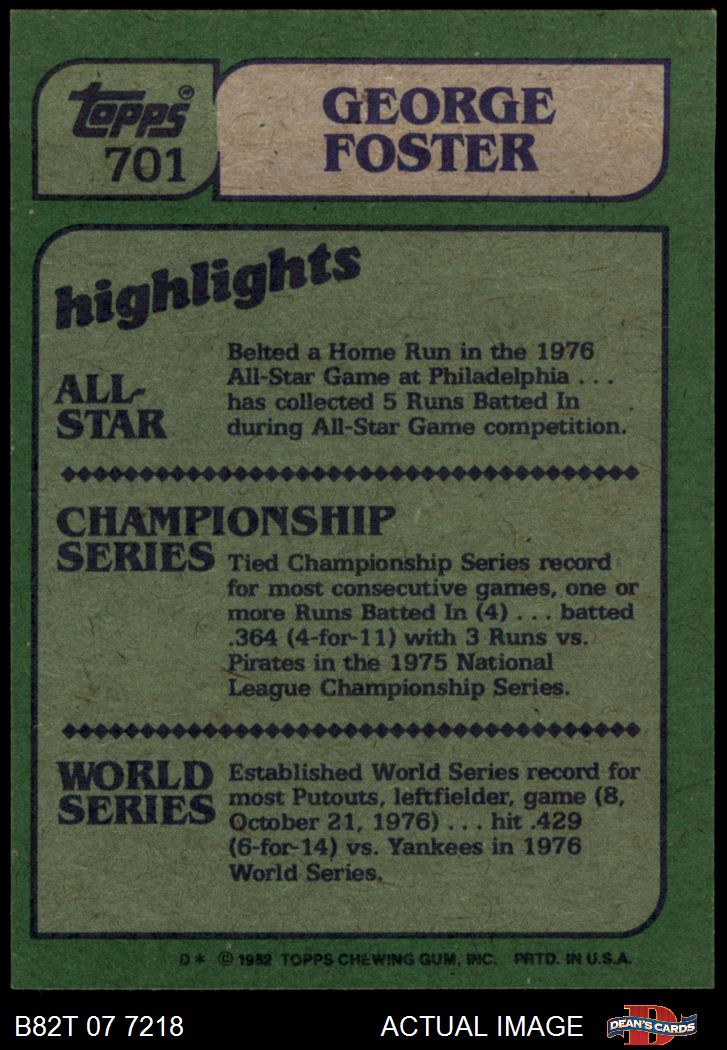 topps®
701
GEORGE
FOSTER
highlights
ALL-
STAR
Belted a Home Run in the 1976
All-Star Game at Philadelphia . . .
has collected 5 Runs Batted In
during All-Star Game competition.
CHAMPIONSHIP
SERIES
Tied Championship Series record
for most consecutive games, one or
more Runs Batted In (4) . . . batted
.364 (4-for-11) with 3 Runs vs.
Pirates in the 1975 National
League Championship Series.
WORLD
SERIES
Established World Series record for
most Putouts, leftfielder, game (8,
October 21, 1976) . . . hit .429
(6-for-14) vs. Yankees in 1976
World Series.
D* © 1982 TOPPS CHEWING GUM, INC. PRTD. IN U.S.A.
B82T 07 7218
ACTUAL IMAGE
D
DEAN'S CARDS